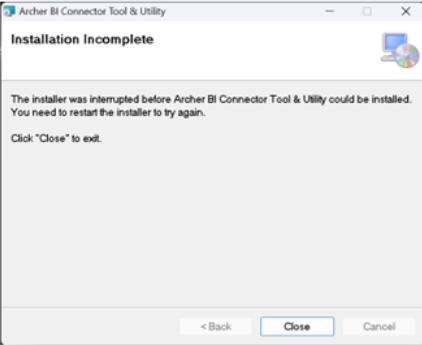 Archer BI Connector Tool & Utility
Installation Incomplete
The installer was interrupted before Archer BI Connector Tool & Utility could be installed.
You need to restart the installer to try again.
Click "Close" to exit.
< Back
Close
Cancel